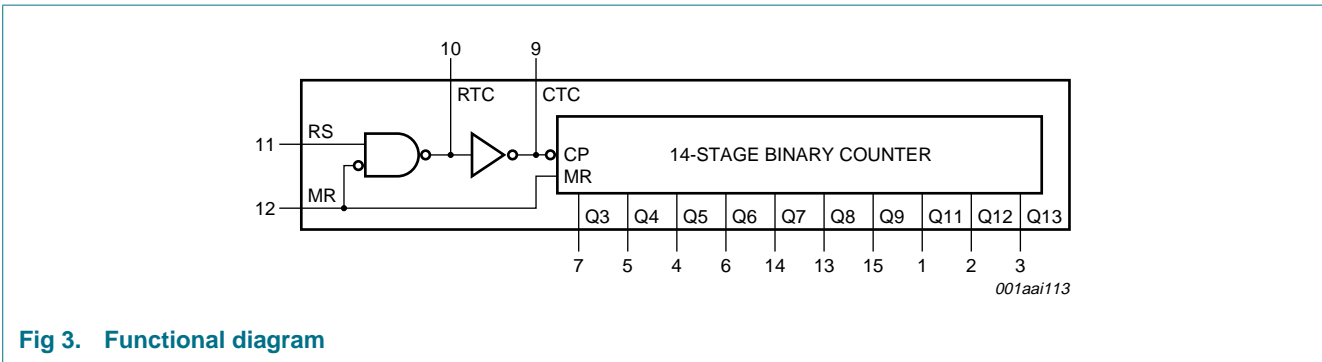 10 9
RTC CTC
11 RS
CP 14-STAGE BINARY COUNTER
MR
12 MR
Q3 Q4 Q5 Q6 Q7 Q8 Q9 Q11 Q12 Q13
7 5 4 6 14 13 15 1 2 3
001aai113
Fig 3. Functional diagram